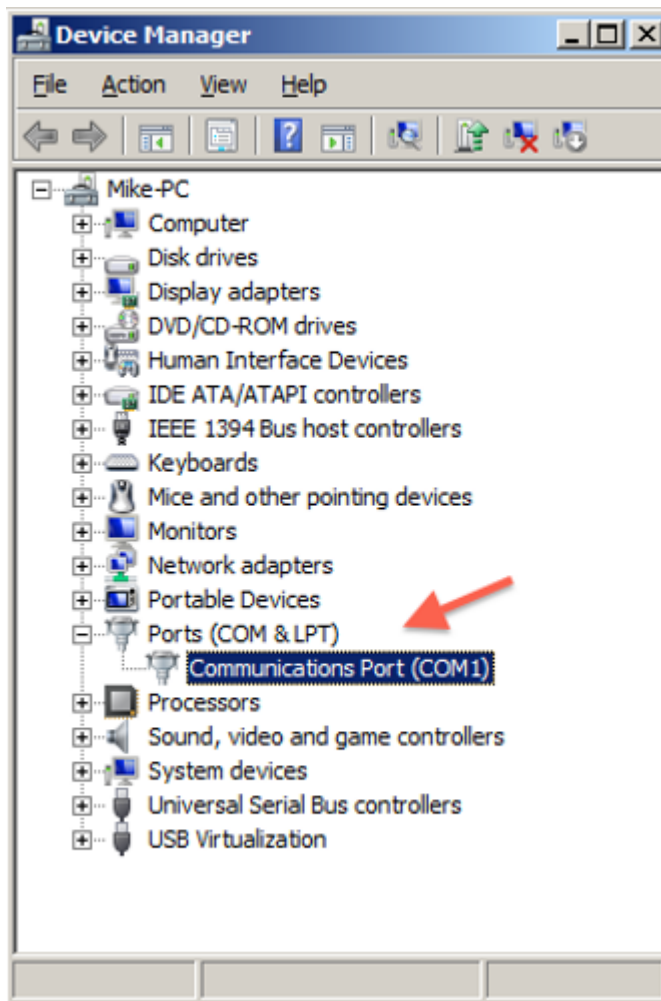 Device Manager
File Action View Help
Mike-PC
Computer
Disk drives
Display adapters
DVD/CD-ROM drives
Human Interface Devices
IDE ATA/ATAPI controllers
IEEE 1394 Bus host controllers
Keyboards
Mice and other pointing devices
Monitors
Network adapters
Portable Devices
Ports (COM & LPT)
Communications Port (COM1)
Processors
Sound, video and game controllers
System devices
Universal Serial Bus controllers
USB Virtualization